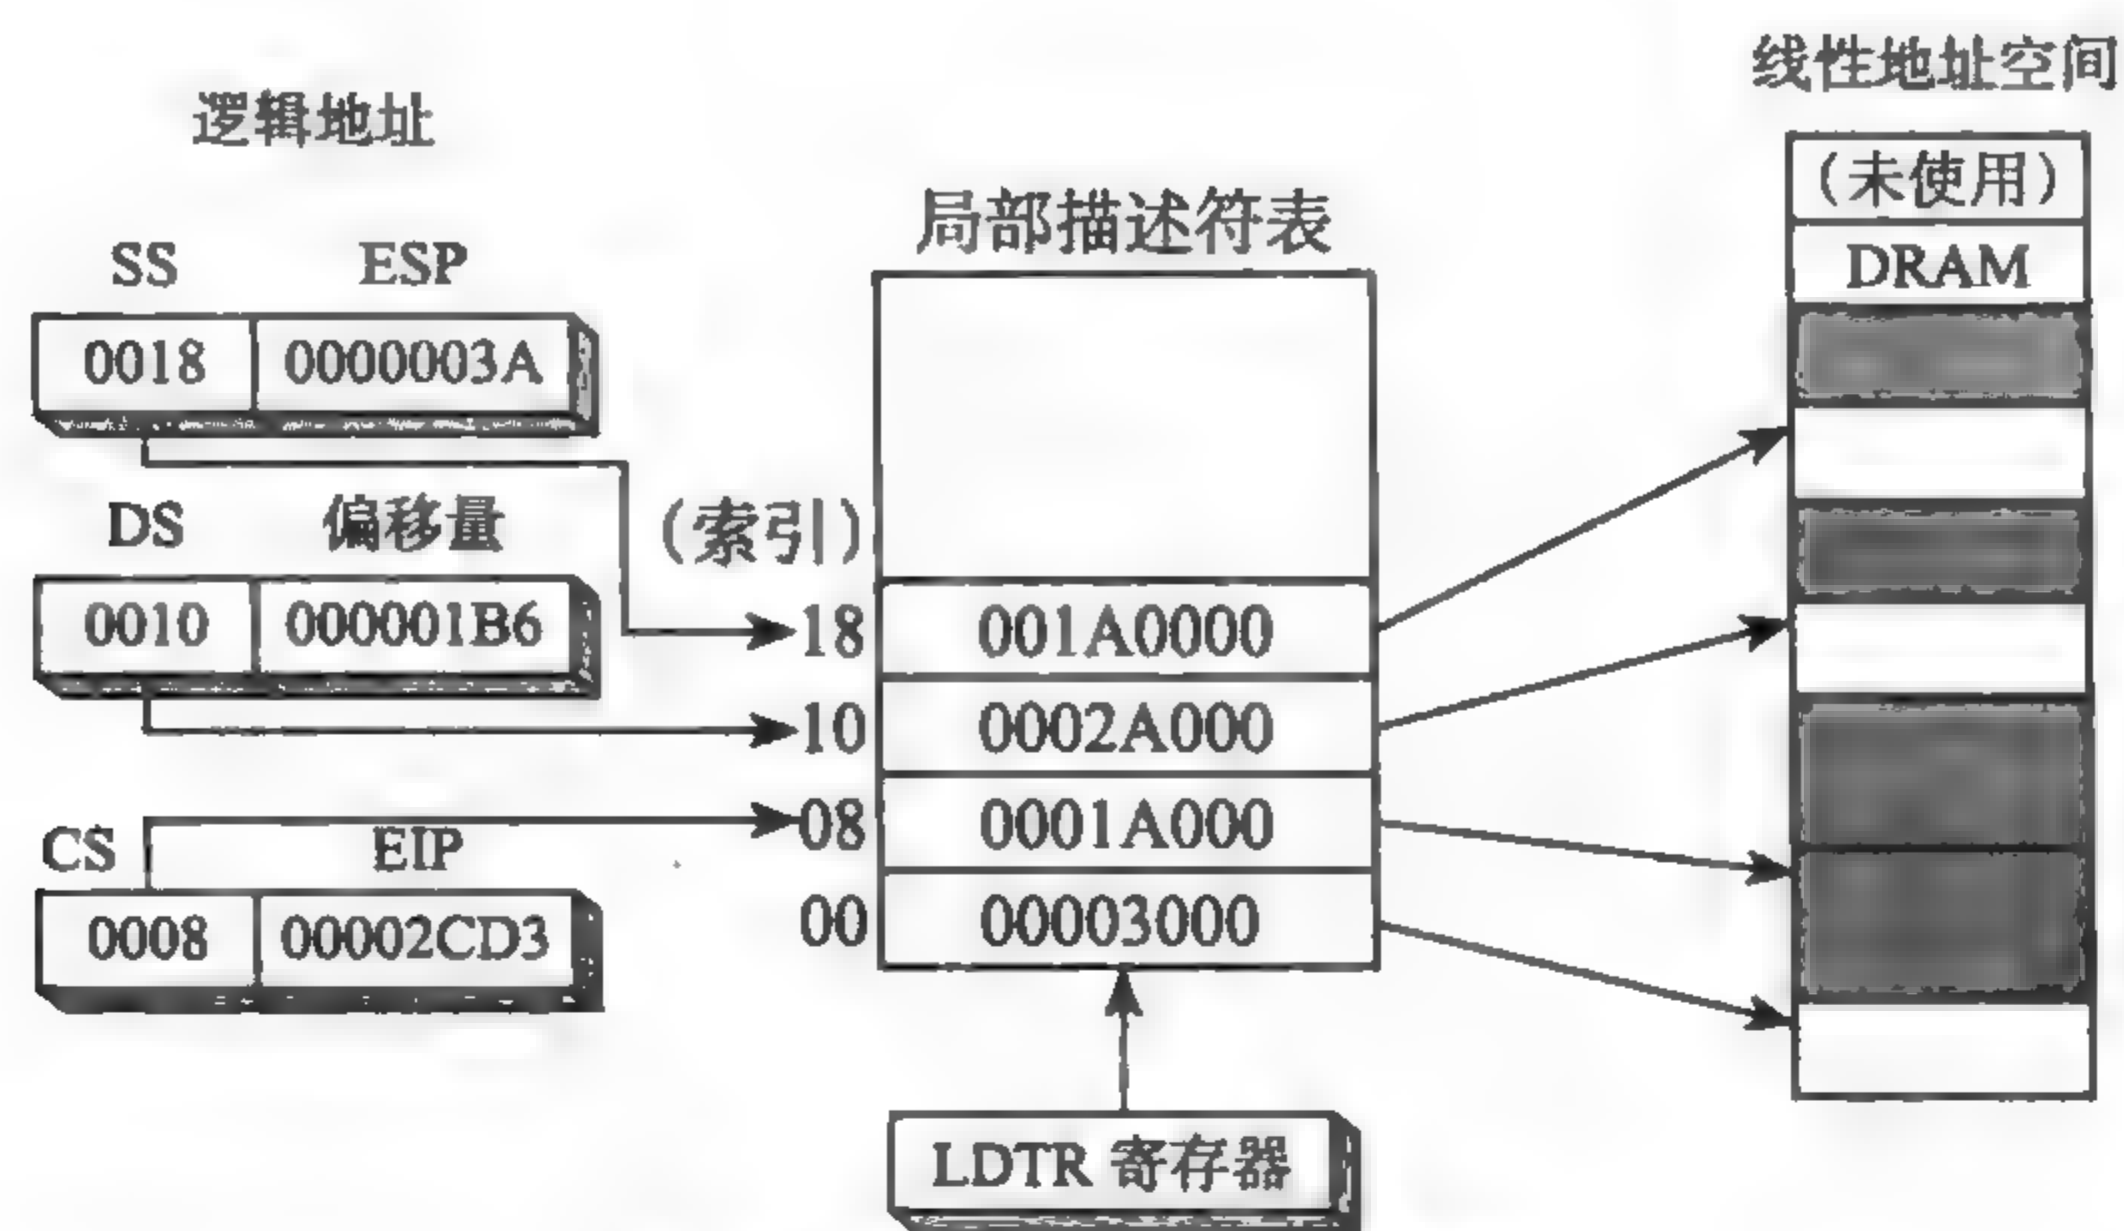 线性地址空间
逻辑地址
(未使用)
局部描述符表
SS ESP
DRAM
0018 0000003A
DS 偏移量
(索引)
0010 000001B6
18 001A0000
10 0002A000
08 0001A000
CS EIP
00 00003000
0008 00002CD3
LDTR 寄存器